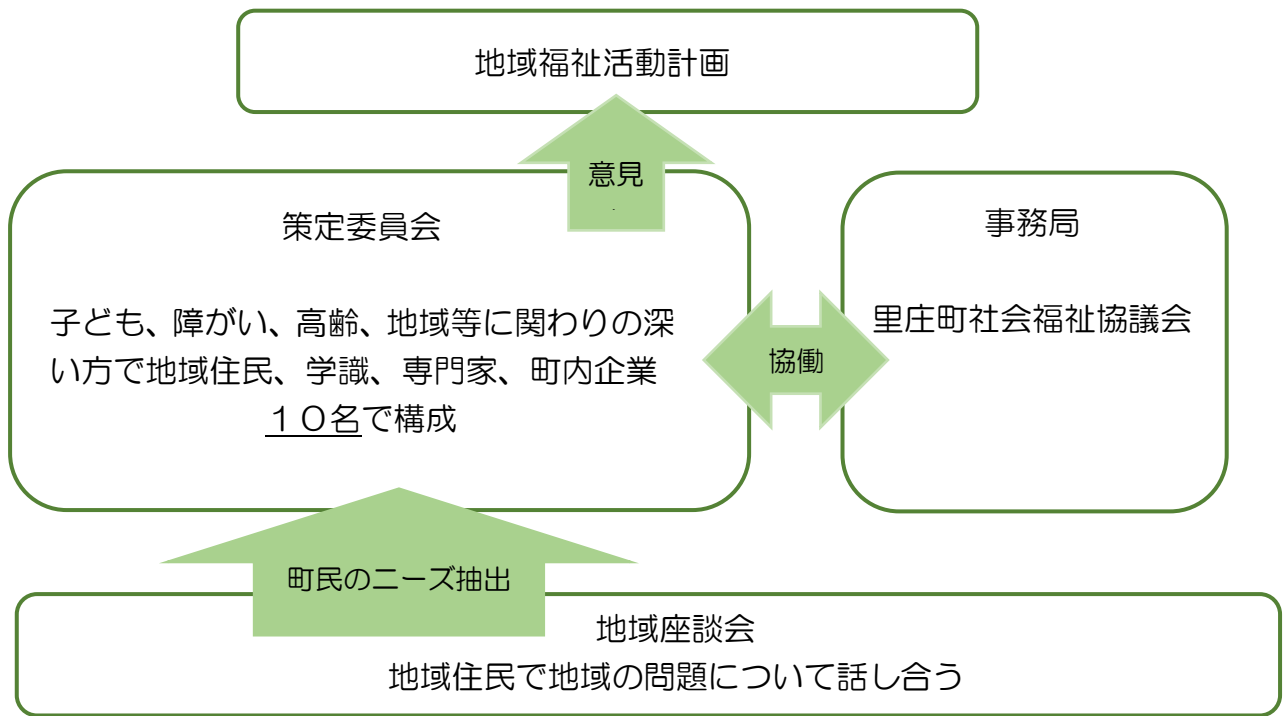 地域福祉活動計画
意見
策定委員会
子ども、障がい、高齢、地域等に関わりの深
い方で地域住民、学識、専門家、町内企業
１０名で構成
協働
事務局
里庄町社会福祉協議会
町民のニーズ抽出
地域座談会
地域住民で地域の問題について話し合う